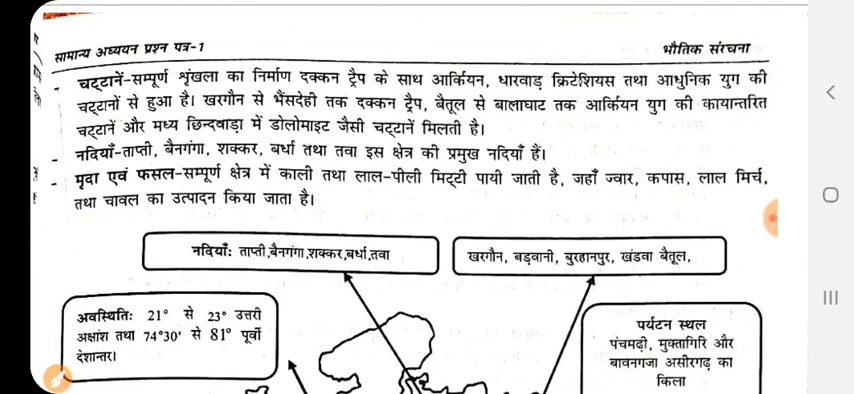 सामान्य अध्ययन प्रश्न पत्र-1
भौतिक संरचना
- चट्टानें-सम्पूर्ण शृंखला का निर्माण दक्कन ट्रैप के साथ आर्कियन, धारवाड़ क्रिटेशियस तथा आधुनिक युग की
चट्टानों से हुआ है। खरगौन से भैंसदेही तक दक्कन ट्रैप, बैतूल से बालाघाट तक आर्कियन युग की कायान्तरित
चट्टानें और मध्य छिन्दवाड़ा में डोलोमाइट जैसी चट्टानें मिलती है।
- नदियाँ-ताप्ती, बैनगंगा, शक्कर, बर्धा तथा तवा इस क्षेत्र की प्रमुख नदियाँ हैं।
- मृदा एवं फसल-सम्पूर्ण क्षेत्र में काली तथा लाल-पीली मिट्टी पायी जाती है, जहाँ ज्वार, कपास, लाल मिर्च,
तथा चावल का उत्पादन किया जाता है।
नदियाँः ताप्ती,बैनगंगा,शक्कर,बर्धा,तवा
खरगौन, बड़वानी, बुरहानपुर, खंडवा बैतूल,
अवस्थितिः 21° से 23° उत्तरी
अक्षांश तथा 74°30' से 81° पूर्वी
देशान्तर।
पर्यटन स्थल
पंचमढ़ी, मुक्तागिरि और
बावनगजा असीरगढ़ का
किला